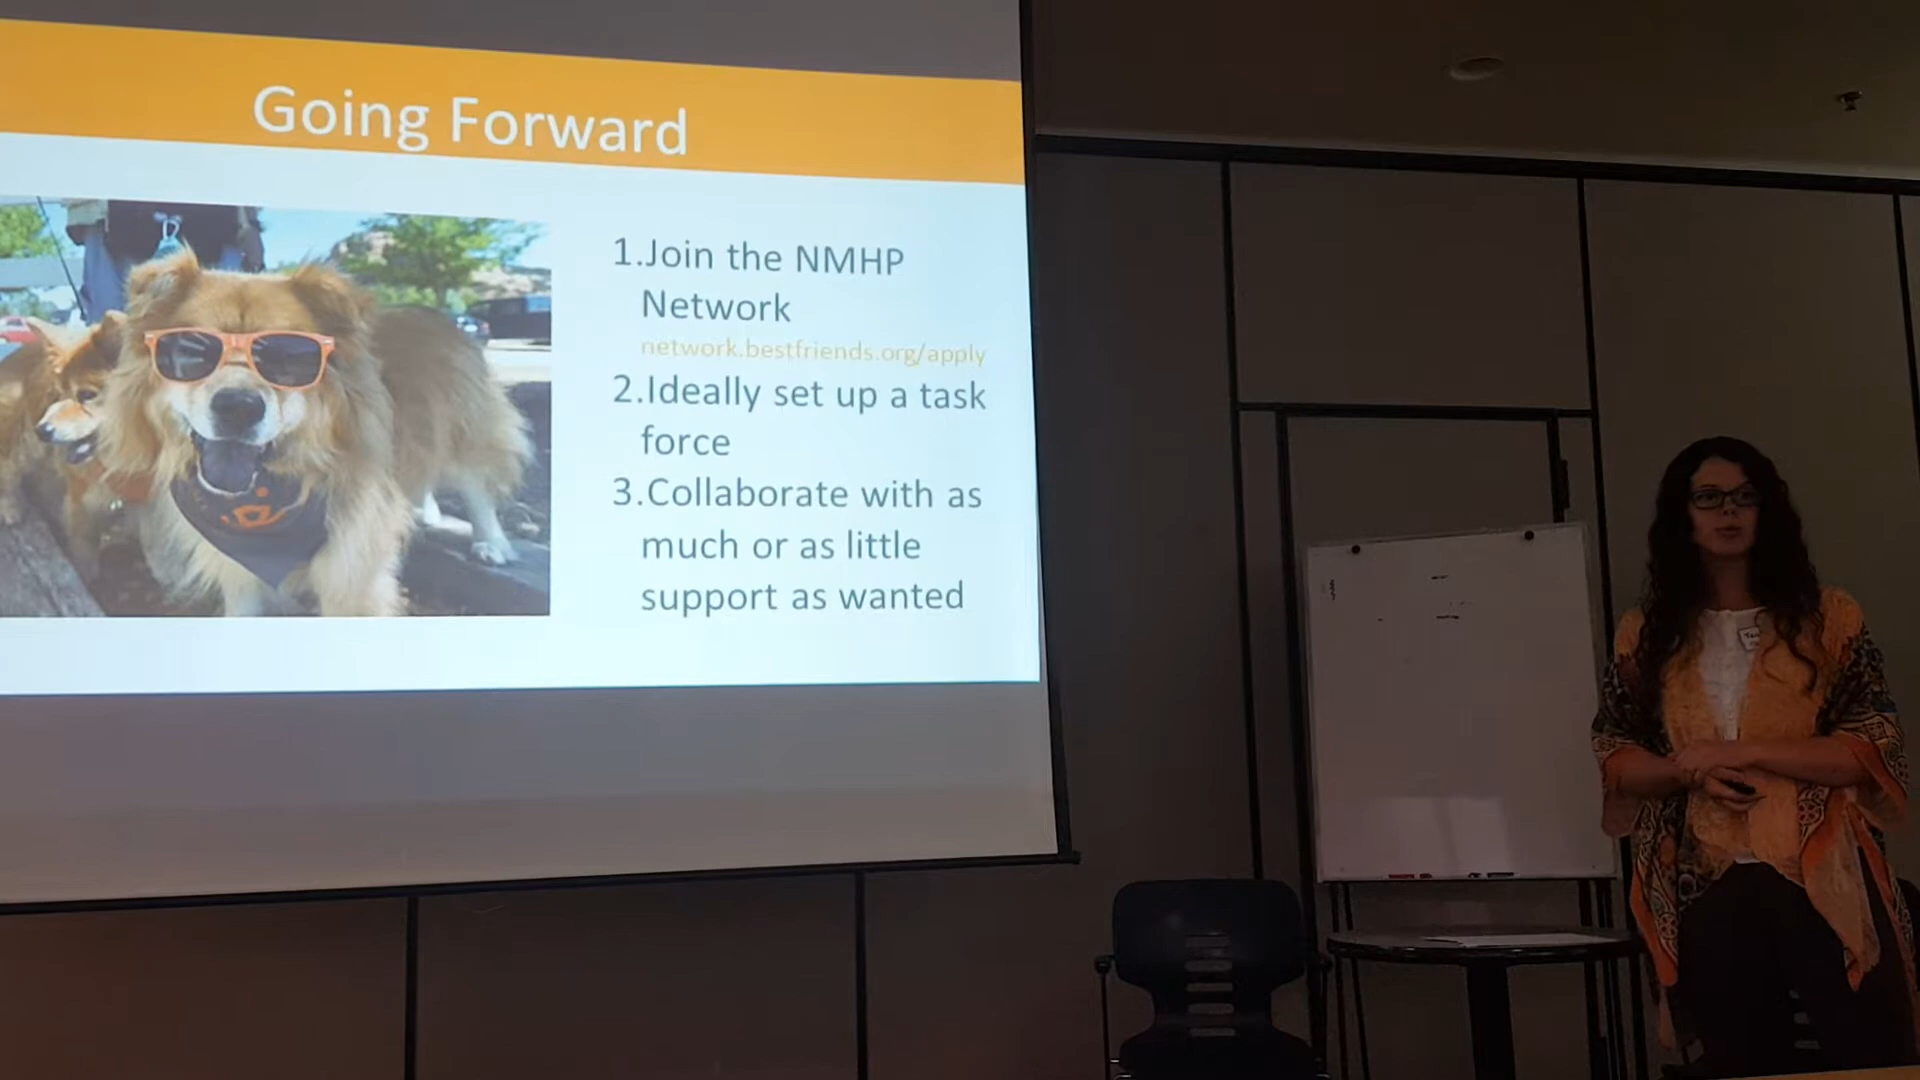 Going Forward
1.Join the NMHP
Network
network.bestfriends.org/apply
2.Ideally set up a task
force
3.Collaborate with as
much or as little
support as wanted